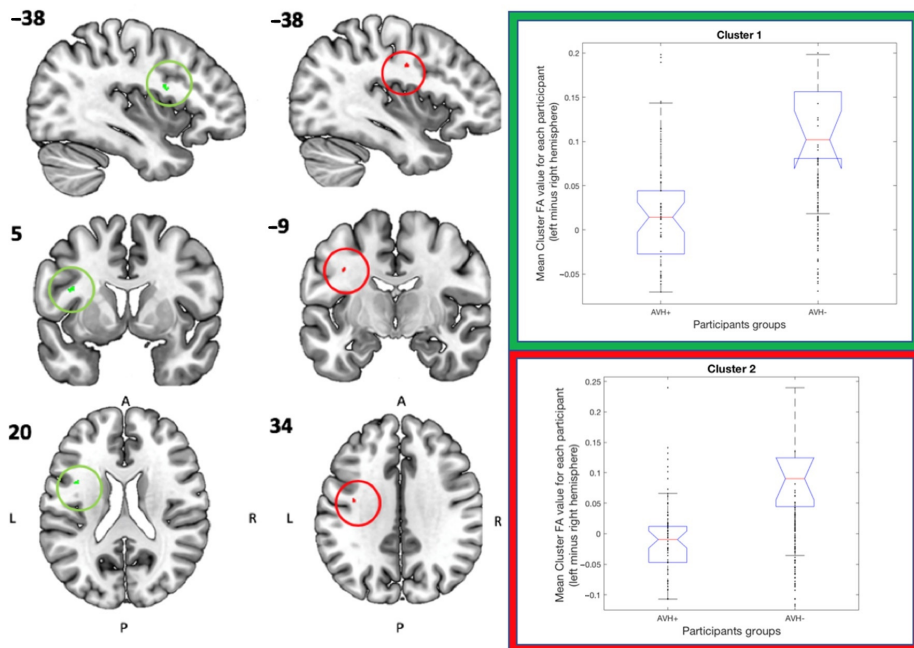 −38
−38
5
−9
A
A
20
34
L
R
L
R
P
P
Cluster 1
Mean Cluster FA value for each particicpant
(left minus right hemisphere)
0.2
0.15
0.1
0.05
0
−0.05
AVH+
AVH-
Participants groups
Cluster 2
Mean Cluster FA value for each participant
(left minus right hemisphere)
0.25
0.2
0.15
0.1
0.05
0
−0.05
−0.1
AVH+
AVH-
Participants groups